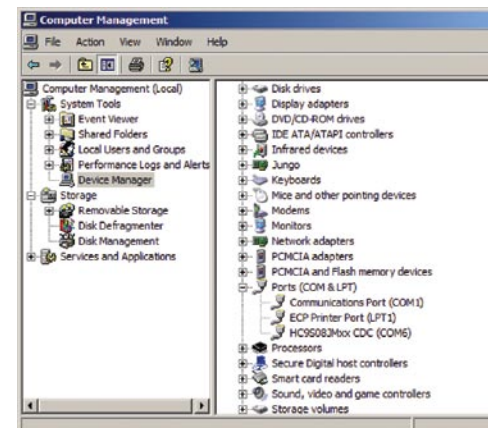 Computer Management
File Action View Window Help
Computer Management (Local)
System Tools
Event Viewer
Shared Folders
Local Users and Groups
Performance Logs and Alerts
Device Manager
Storage
Removable Storage
Disk Defragmenter
Disk Management
Services and Applications
Disk drives
Display adapters
DVD/CD-ROM drives
IDE ATA/ATAPI controllers
Infrared devices
Jungo
Keyboards
Mice and other pointing devices
Modems
Monitors
Network adapters
PCMCIA adapters
PCMCIA and Flash memory devices
Ports (COM & LPT)
Communications Port (COM1)
ECP Printer Port (LPT1)
HC9S08JMxx CDC (COM6)
Processors
Secure Digital host controllers
Smart card readers
Sound, video and game controllers
Storage volumes